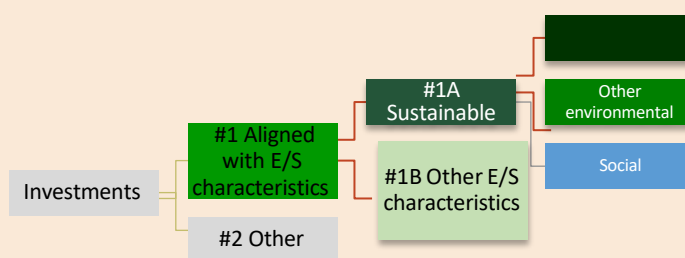 #1A
Sustainable
Other
environmental
#1 Aligned
with E/S
characteristics
Social
#1B Other E/S
characteristics
Investments
#2 Other